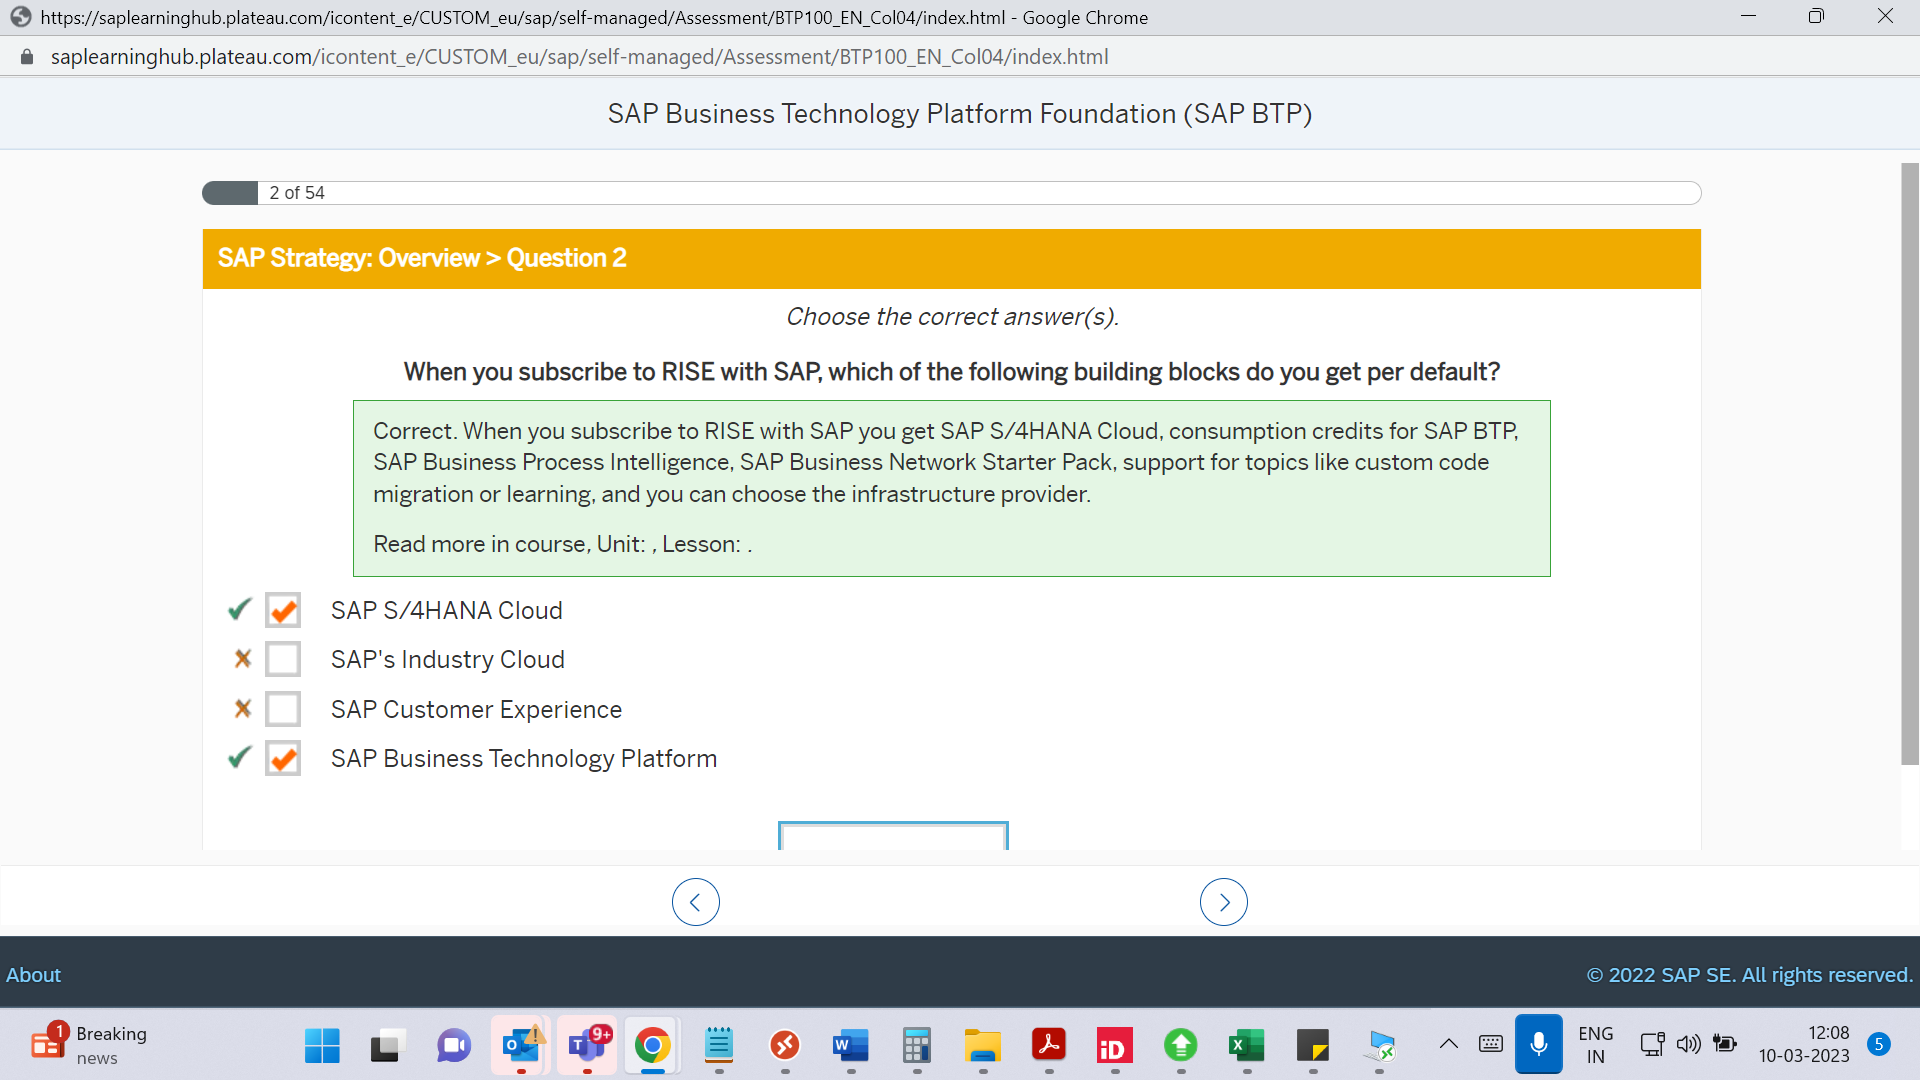 https://saplearninghub.plateau.com/icontent_e/CUSTOM_eu/sap/self-managed/Assessment/BTP100_EN_Col04/index.html - Google Chrome
saplearninghub.plateau.com/icontent_e/CUSTOM_eu/sap/self-managed/Assessment/BTP100_EN_Col04/index.html
SAP Business Technology Platform Foundation (SAP BTP)
2 of 54
SAP Strategy: Overview > Question 2
Choose the correct answer(s).
When you subscribe to RISE with SAP, which of the following building blocks do you get per default?
Correct. When you subscribe to RISE with SAP you get SAP S/4HANA Cloud, consumption credits for SAP BTP,
SAP Business Process Intelligence, SAP Business Network Starter Pack, support for topics like custom code
migration or learning, and you can choose the infrastructure provider.
Read more in course, Unit: , Lesson: .
SAP S/4HANA Cloud
SAP's Industry Cloud
SAP Customer Experience
SAP Business Technology Platform
About
© 2022 SAP SE. All rights reserved.
1
Breaking
news
O
T
9+
W
iD
X
ENG
IN
12:08
10-03-2023
5